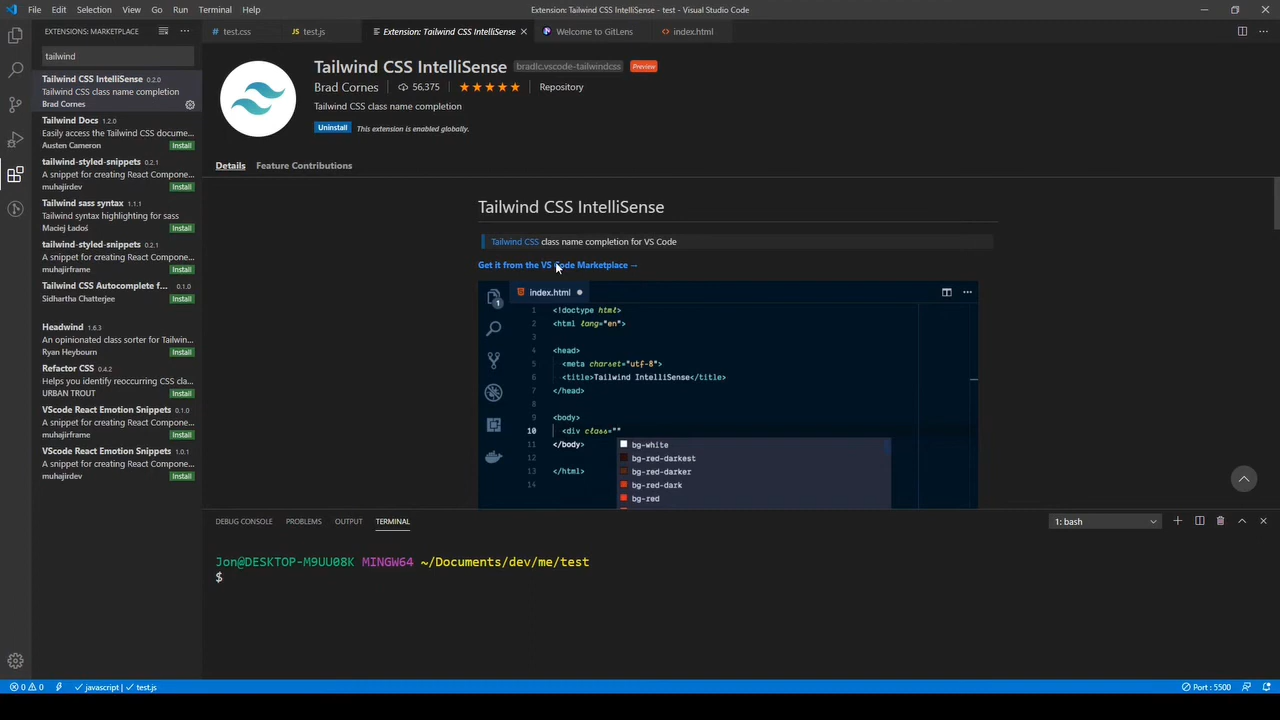 File Edit Selection View Go Run Terminal Help
Extension: Tailwind CSS IntelliSense - test - Visual Studio Code
EXTENSIONS: MARKETPLACE
tailwind
Tailwind CSS IntelliSense 0.2.0
Tailwind CSS class name completion
Brad Cornes
Tailwind Docs 1.2.0
Easily access the Tailwind CSS docume...
Austen Cameron Install
tailwind-styled-snippets 0.2.1
A snippet for creating React Compone...
muhajirdev Install
Tailwind sass syntax 1.1.1
Tailwind syntax highlighting for sass
Maciej Ładoś Install
tailwind-styled-snippets 0.2.1
A snippet for creating React Compone...
muhajirframe Install
Tailwind CSS Autocomplete f... 0.1.0
Sidhartha Chatterjee Install
Headwind 1.6.3
An opinionated class sorter for Tailwin...
Ryan Heybourn Install
Refactor CSS 0.4.2
Helps you identify reoccurring CSS cla...
URBAN TROUT Install
VScode React Emotion Snippets 0.1.0
A snippet for creating React Compone...
muhajirframe Install
VScode React Emotion Snippets 1.0.1
A snippet for creating React Compone...
muhajirdev Install
test.css test.js Extension: Tailwind CSS IntelliSense Welcome to GitLens index.html
Tailwind CSS IntelliSense bradlc.vscode-tailwindcss Preview
Brad Cornes 56,375 Repository
Tailwind CSS class name completion
Uninstall This extension is enabled globally.
Details Feature Contributions
Tailwind CSS IntelliSense
Tailwind CSS class name completion for VS Code
Get it from the VS Code Marketplace →
index.html
1
1 <!doctype html>
2 <html lang="en">
3
4 <head>
5 <meta charset="utf-8">
6 <title>Tailwind IntelliSense</title>
7 </head>
8
9 <body>
10 <div class=""
11 </body>
12
13 </html>
14
bg-white
bg-red-darkest
bg-red-darker
bg-red-dark
bg-red
DEBUG CONSOLE PROBLEMS OUTPUT TERMINAL
1: bash
Jon@DESKTOP-M9UU08K MINGW64 ~/Documents/dev/me/test
$
0 0 javascript | test.js
Port : 5500